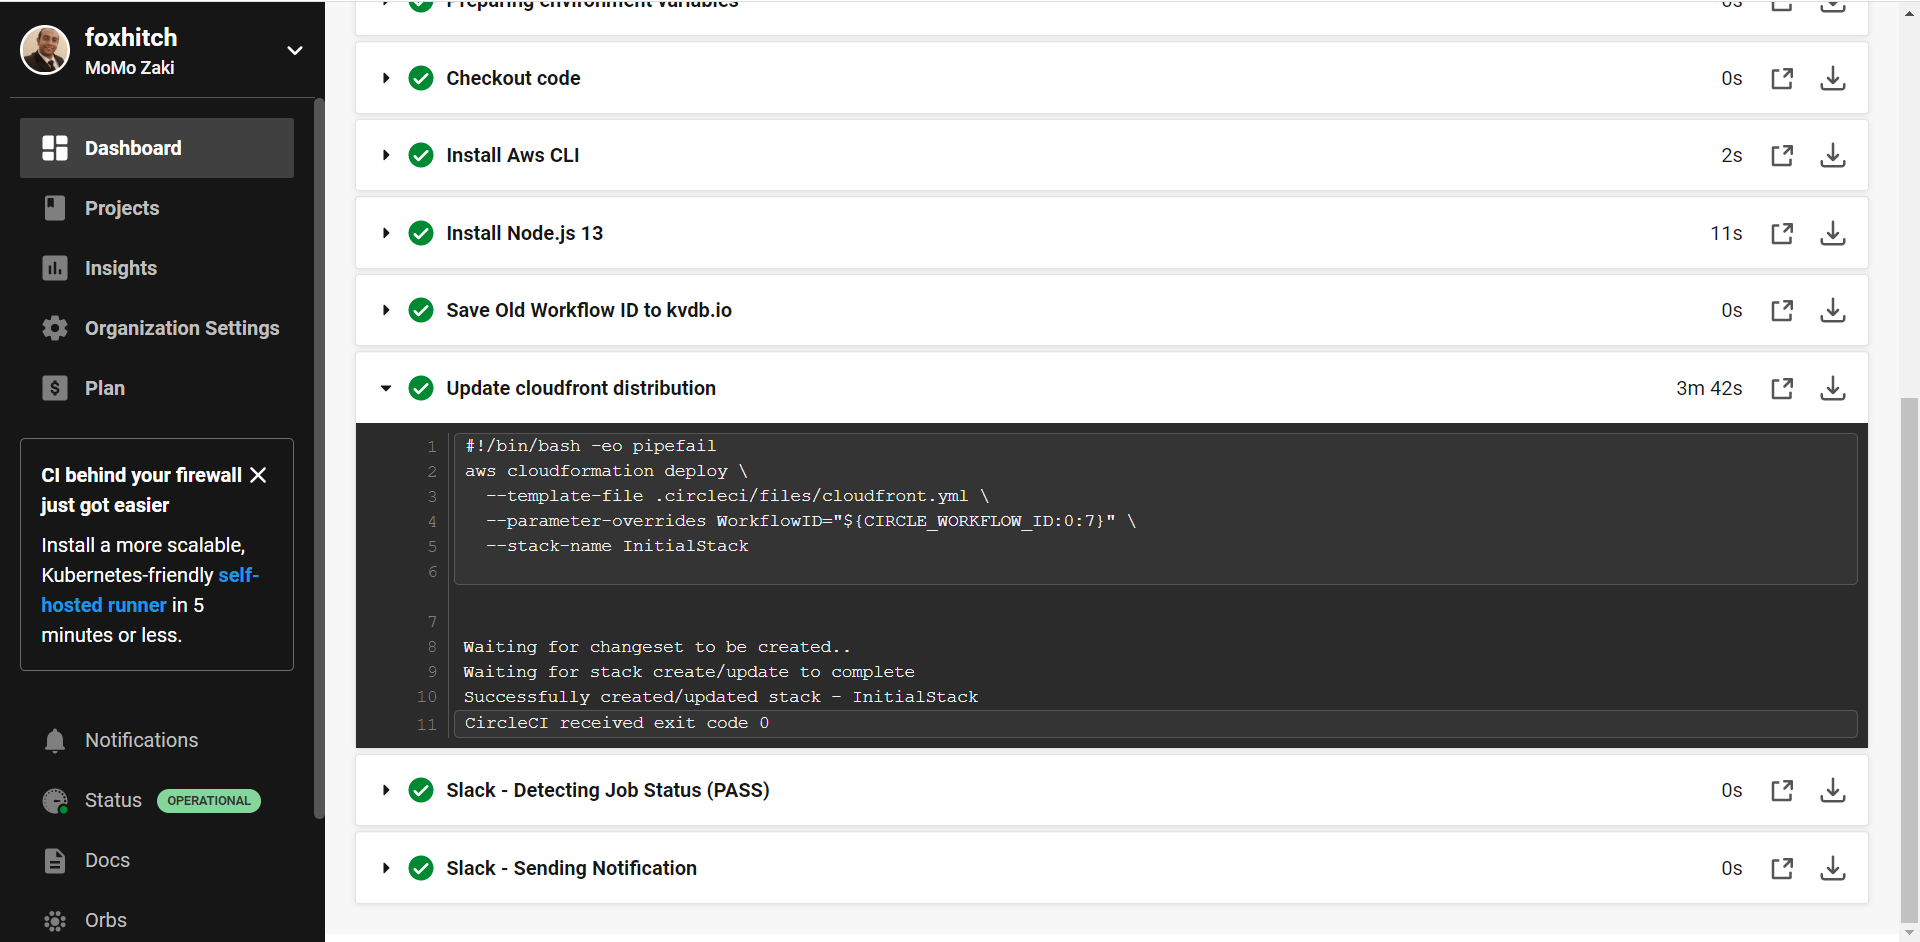 foxhitch
MoMo Zaki
Dashboard
Projects
Insights
Organization Settings
Plan
CI behind your firewall
just got easier
Install a more scalable,
Kubernetes-friendly self-
hosted runner in 5
minutes or less.
Notifications
Status OPERATIONAL
Docs
Orbs
Preparing environment variables 0s
Checkout code 0s
Install Aws CLI 2s
Install Node.js 13 11s
Save Old Workflow ID to kvdb.io 0s
Update cloudfront distribution 3m 42s
1 #!/bin/bash -eo pipefail
2 aws cloudformation deploy \
3 --template-file .circleci/files/cloudfront.yml \
4 --parameter-overrides WorkflowID="${CIRCLE_WORKFLOW_ID:0:7}" \
5 --stack-name InitialStack
6
7
8 Waiting for changeset to be created..
9 Waiting for stack create/update to complete
10 Successfully created/updated stack - InitialStack
11 CircleCI received exit code 0
Slack - Detecting Job Status (PASS) 0s
Slack - Sending Notification 0s